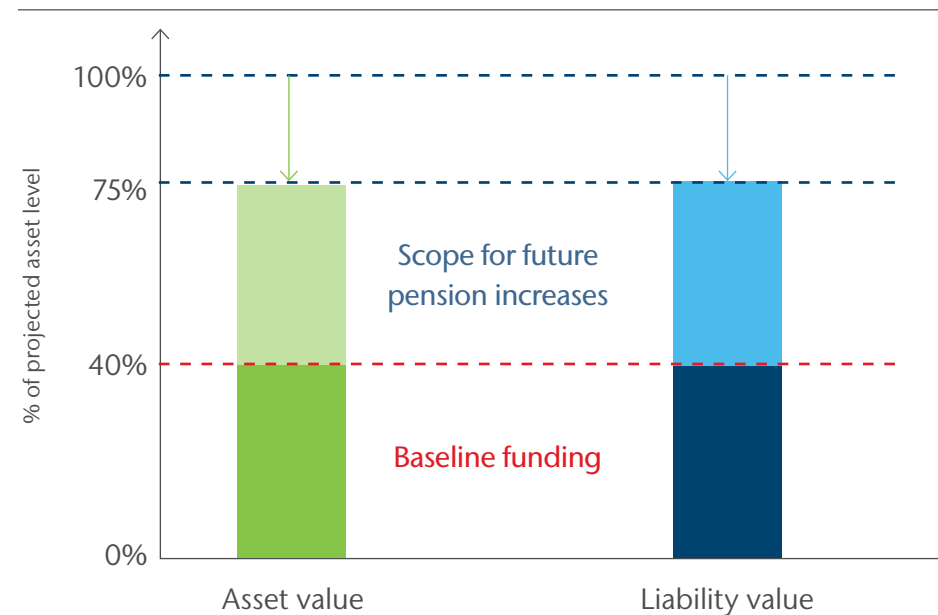 100%
75%
Scope for future
pension increases
40%
Baseline funding
0%
% of projected asset level
Asset value
Liability value